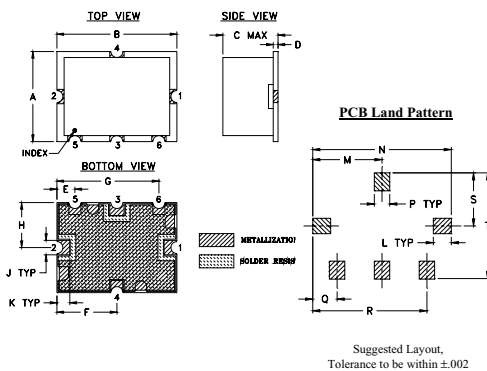 TOP VIEW
B
4
A
2
1
INDEX
5
3
6
SIDE VIEW
C MAX
D
BOTTOM VIEW
G
E
5
3
6
H
2
1
J TYP
K TYP
4
F
METALLIZATIO
SOLDER RESIS
PCB Land Pattern
N
M
S
P TYP
L TYP
Q
R
Suggested Layout,
Tolerance to be within ±.002